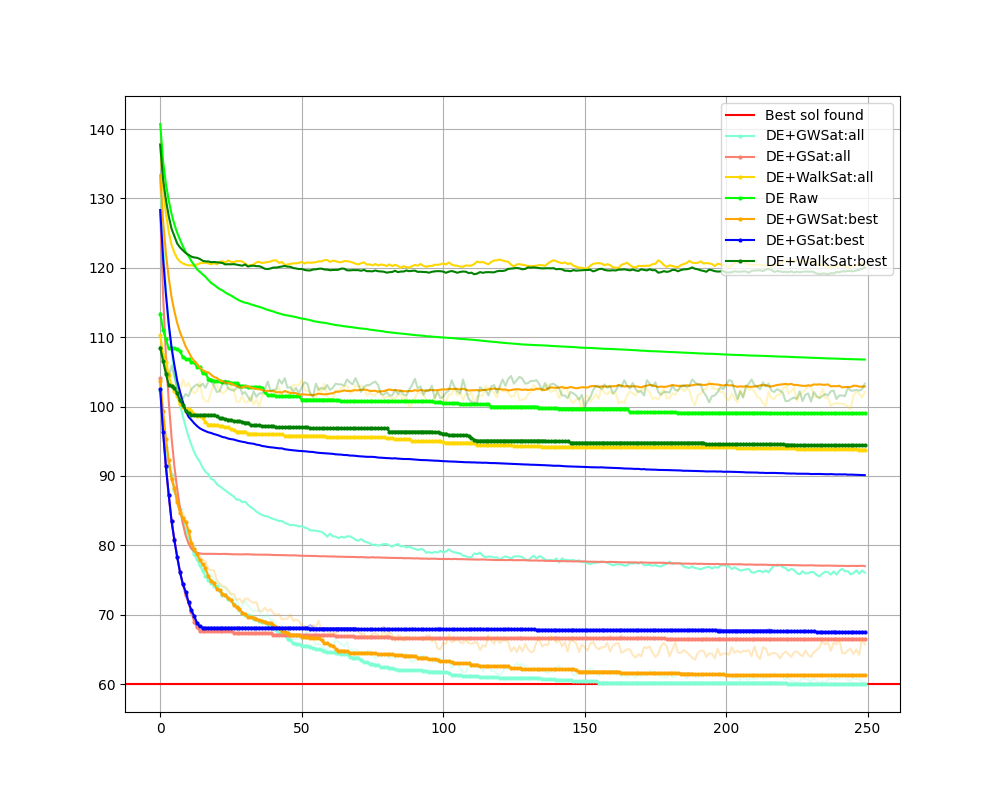 140
130
120
110
100
90
80
70
60
0
50
100
150
200
250
Best sol found
DE+GWSat:all
DE+GSat:all
DE+WalkSat:all
DE Raw
DE+GWSat:best
DE+GSat:best
DE+WalkSat:best